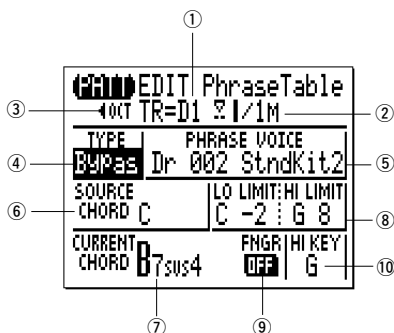 ①
PATT EDIT PhraseTable
③ OCT TR=D1 1/1M ②
TYPE PHRASE VOICE
④ ByPas Dr 002 StndKit2 ⑤
SOURCE CHORD C LO LIMIT HI LIMIT
⑥ C -2 G 8 ⑧
CURRENT CHORD B7sus4 FNGR HI KEY
OFF G ⑩
⑦ ⑨